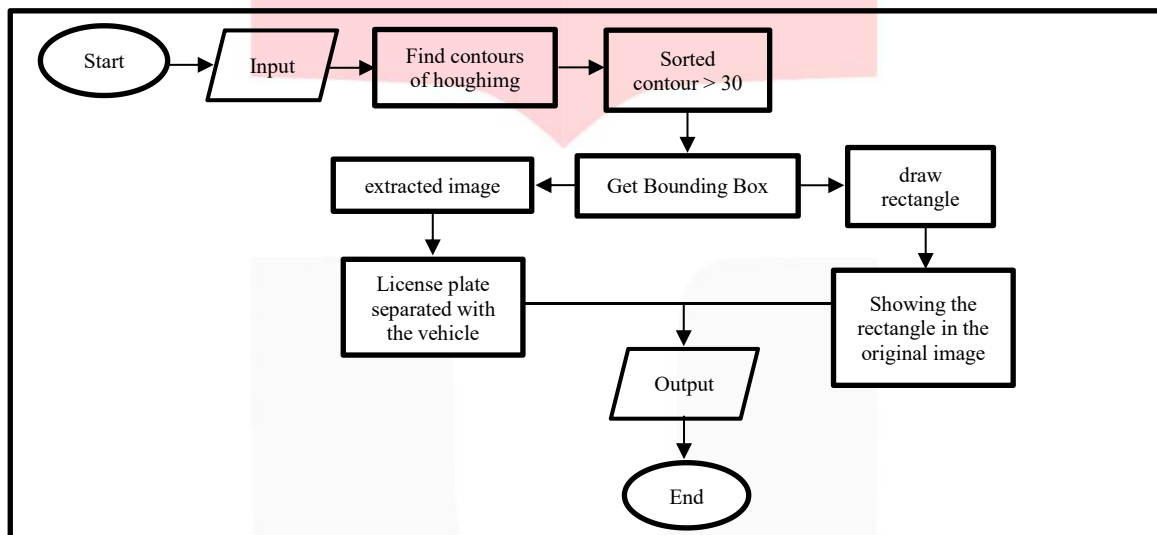 Start
Input
Find contours
of houghimg
Sorted
contour > 30
extracted image
Get Bounding Box
draw
rectangle
License plate
separated with
the vehicle
Showing the
rectangle in the
original image
Output
End